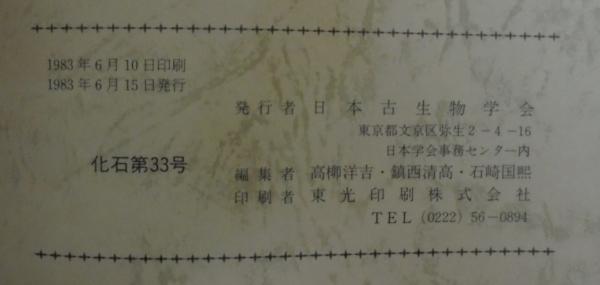 1983年6月10日印刷
1983年6月15日発行
化石第33号
発行者 日本古生物学会
東京都文京区弥生2-4-16
日本学会事務センター内
編集者 高柳洋吉・鎮西清高・石崎国熙
印刷者 東光印刷株式会社
TEL (0222) 56-0894